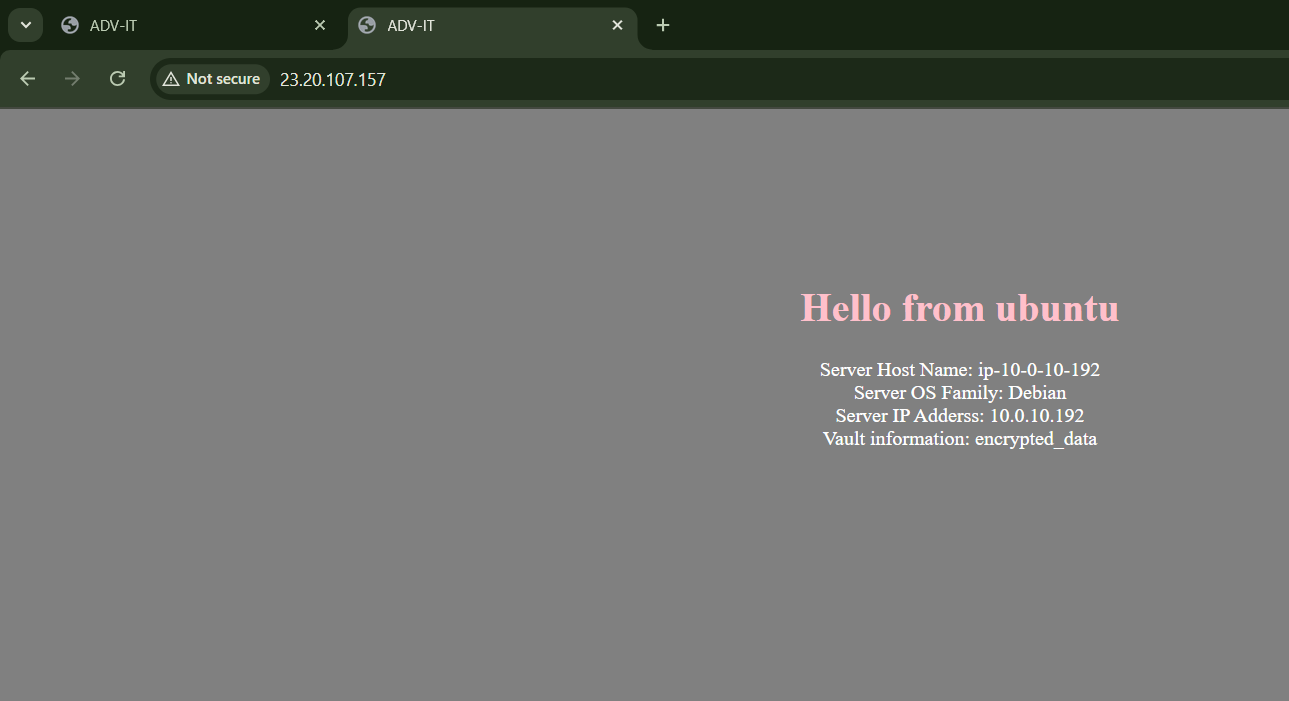 ADV-IT
ADV-IT
Not secure
23.20.107.157
Hello from ubuntu
Server Host Name: ip-10-0-10-192
Server OS Family: Debian
Server IP Adderss: 10.0.10.192
Vault information: encrypted_data